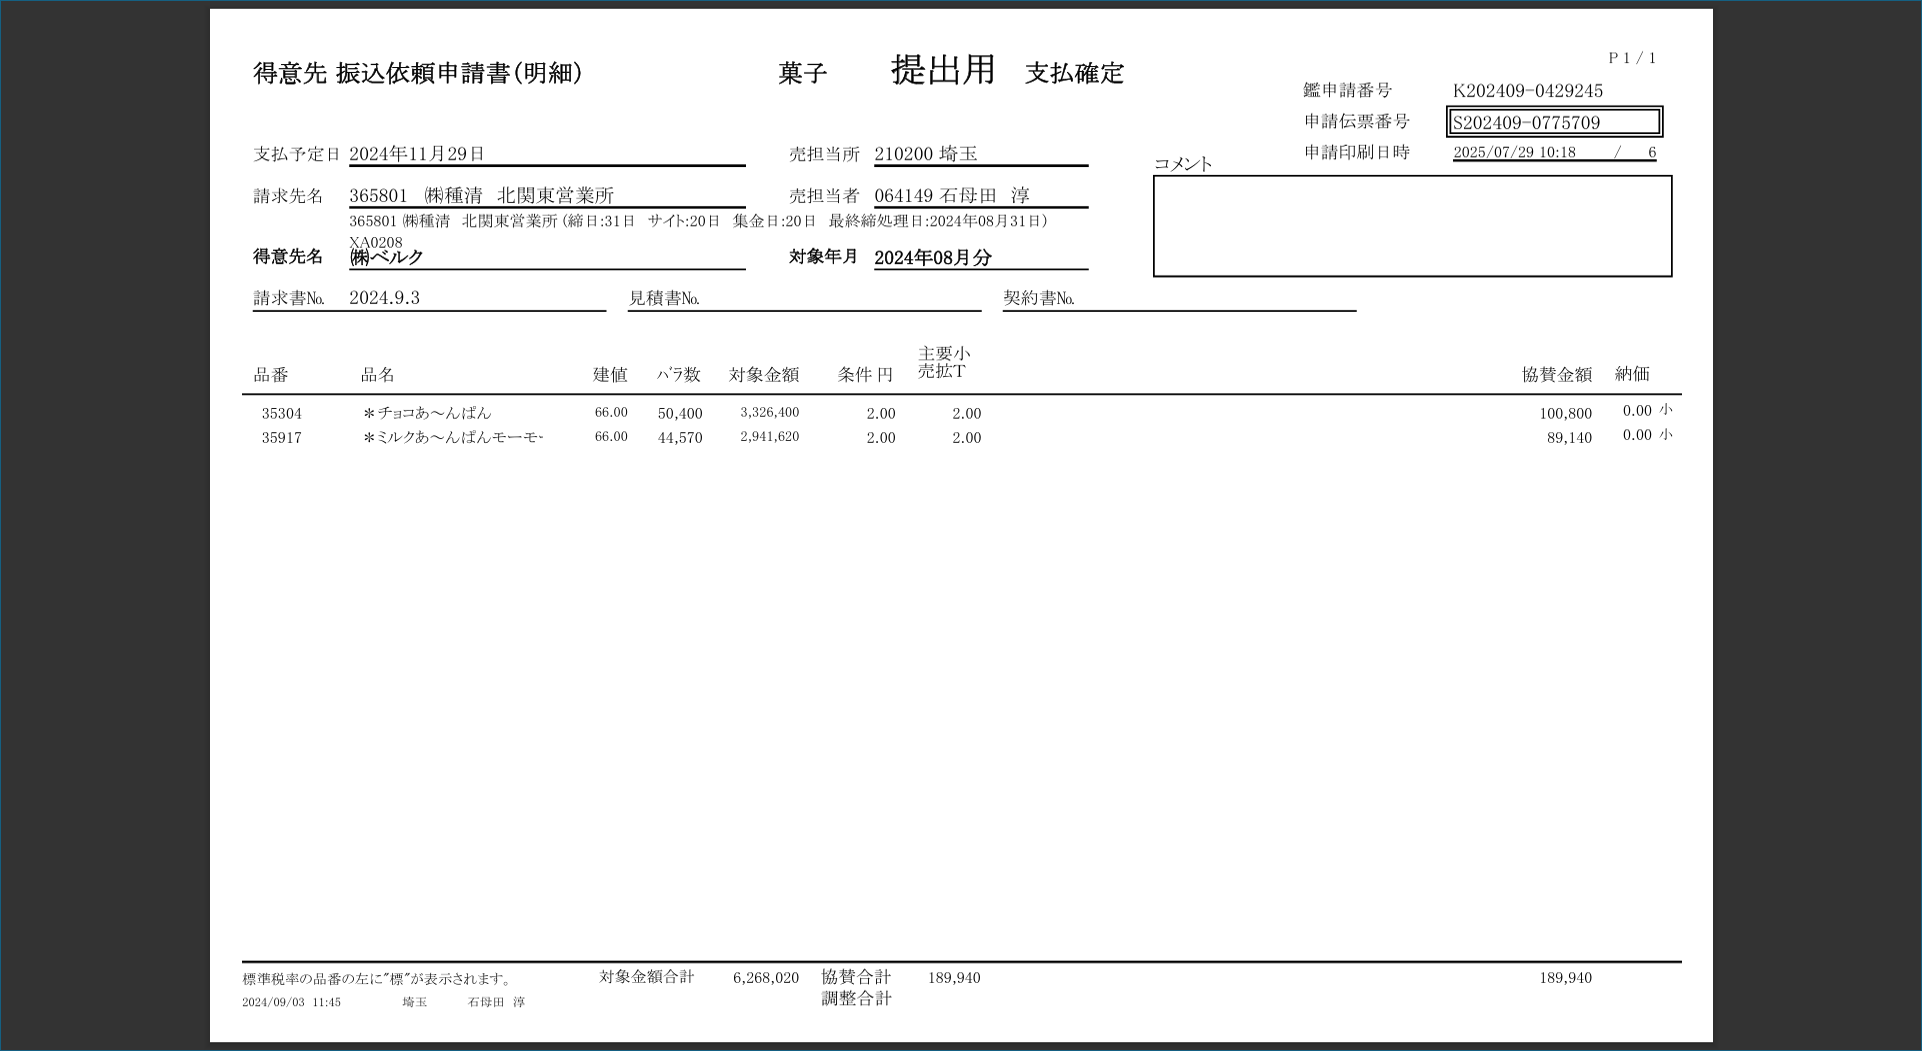 P 1 / 1
得意先 振込依頼申請書(明細) 菓子 提出用 支払確定
鑑申請番号 K202409-0429245
申請伝票番号 S202409-0775709
支払予定日 2024年11月29日 売担当所 210200 埼玉 申請印刷日時 2025/07/29 10:18 / 6
コメント
請求先名 365801 ㈱種清 北関東営業所 売担当者 064149 石母田 淳
365801 ㈱種清 北関東営業所 (締日:31日 サイト:20日 集金日:20日 最終締処理日:2024年08月31日)
XA0208
得意先名 ㈱ベルク 対象年月 2024年08月分
請求書№ 2024.9.3 見積書№ 契約書№
品番 品名 建値 バラ数 対象金額 条件 円 主要小売拡T 協賛金額 納価
35304 *チョコあ～んぱん 66.00 50,400 3,326,400 2.00 2.00 100,800 0.00 小
35917 *ミルクあ～んぱんモーモー 66.00 44,570 2,941,620 2.00 2.00 89,140 0.00 小
標準税率の品番の左に"標"が表示されます。 対象金額合計 6,268,020 協賛合計 189,940 189,940
調整合計
2024/09/03 11:45 埼玉 石母田 淳